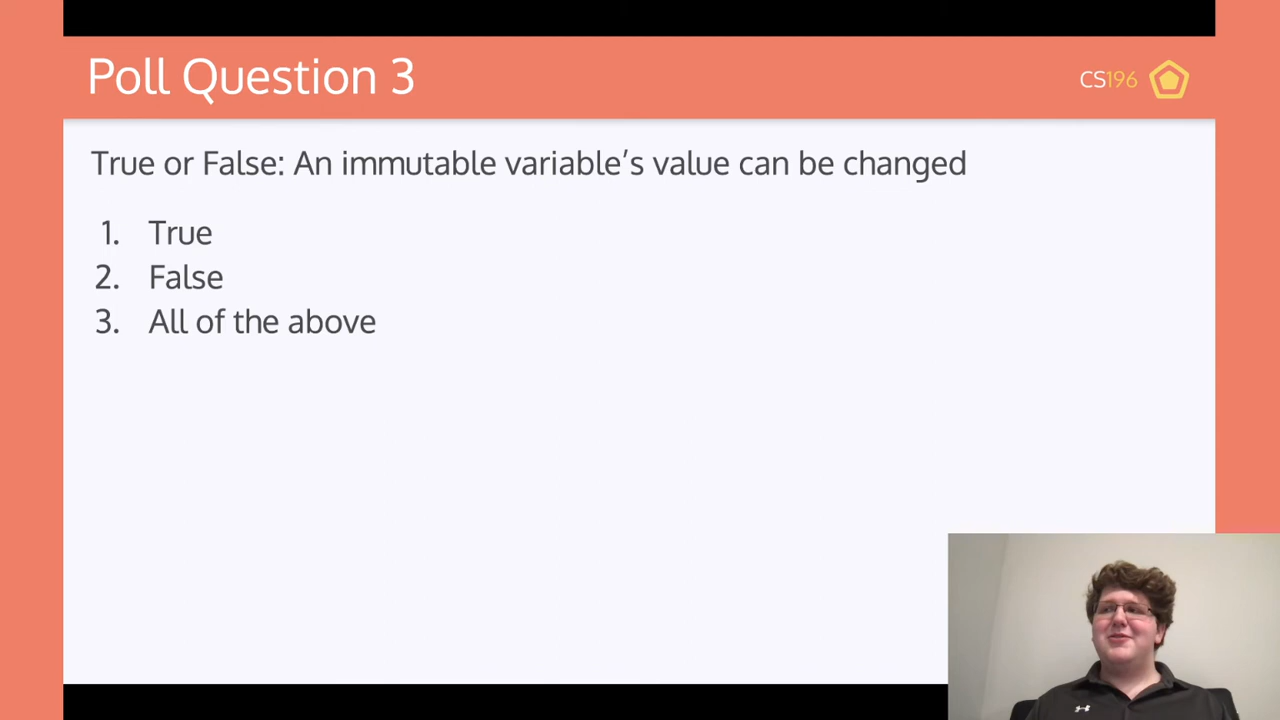 Poll Question 3
CS196
True or False: An immutable variable’s value can be changed
1. True
2. False
3. All of the above